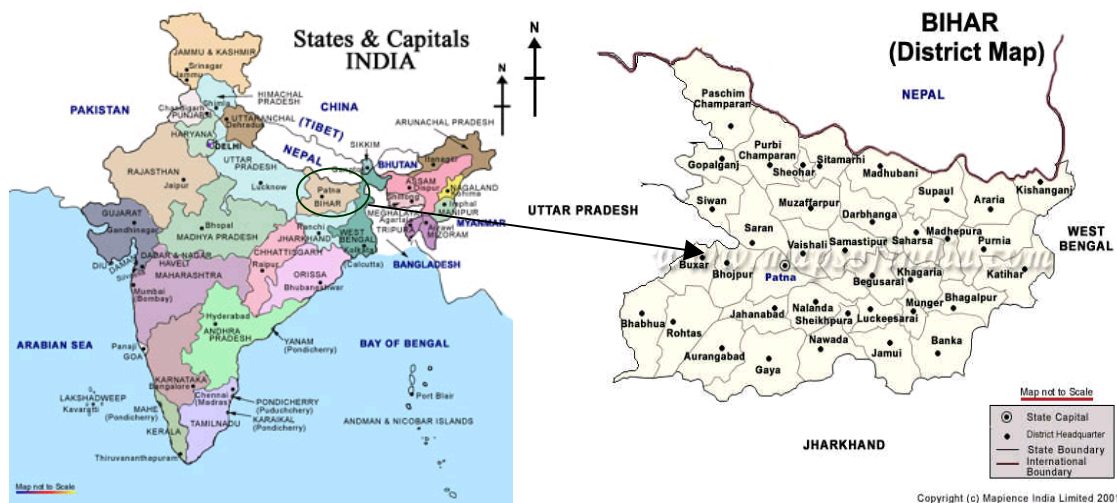 States & Capitals
INDIA
N
JAMMU & KASHMIR
Srinagar
Jammu
HIMACHAL
PRADESH
PAKISTAN
CHINA
Shimla
Chandigarh
PUNJAB
UTTARANCHAL
Dehradun
(TIBET)
ARUNACHAL PRADESH
HARYANA
DELHI
NEPAL
SIKKIM
BHUTAN
UTTAR
PRADESH
RAJASTHAN
Jaipur
Lucknow
Itanagar
ASSAM
Dispur
NAGALAND
Kohima
Shillong
Imphal
MANIPUR
Patna
BIHAR
MEGHALAYA
Agartala
TRIPURA
Aizawl
MIZORAM
MYANMAR
GUJARAT
Gandhinagar
Bhopal
MADHYA PRADESH
Ranchi
JHARKHAND
WEST
BENGAL
(Calcutta)
BANGLADESH
CHHATTISGARH
Raipur
DIU
DAMAN
DADAR & NAGAR
HAVELI
Silvassa
MAHARASHTRA
ORISSA
Bhubaneshwar
Mumbai
(Bombay)
Hyderabad
ANDHRA
PRADESH
YANAM
(Pondicherry)
ARABIAN SEA
BAY OF BENGAL
Panaji
GOA
KARNATAKA
Bangalore
Chennai
(Madras)
PONDICHERRY
(Puduchery)
KARAIKAL
(Pondicherry)
LAKSHADWEEP
Kavaratti
MAHE
(Pondicherry)
KERALA
TAMILNADU
Port Blair
ANDMAN & NICOBAR ISLANDS
Thiruvananthapuram
Map not to Scale
N
BIHAR
(District Map)
NEPAL
Paschim
Champaran
Purbi
Champaran
Gopalganj
Sheohar
Sitamarhi
Madhubani
Supaul
Kishanganj
Araria
UTTAR PRADESH
Siwan
Muzaffarpur
Darbhanga
Madhepura
WEST
BENGAL
Saran
Vaishali
Samastipur
Saharsa
Purnia
Buxar
Bhojpur
Patna
Khagaria
Begusarai
Katihar
Bhabhua
Rohtas
Jahanabad
Nalanda
Sheikhpura
Luckeesarai
Munger
Bhagalpur
Aurangabad
Gaya
Nawada
Jamui
Banka
JHARKHAND
Map not to Scale
State Capital
District Headquarter
State Boundary
International
Boundary
Copyright (c) Mapience India Limited 200